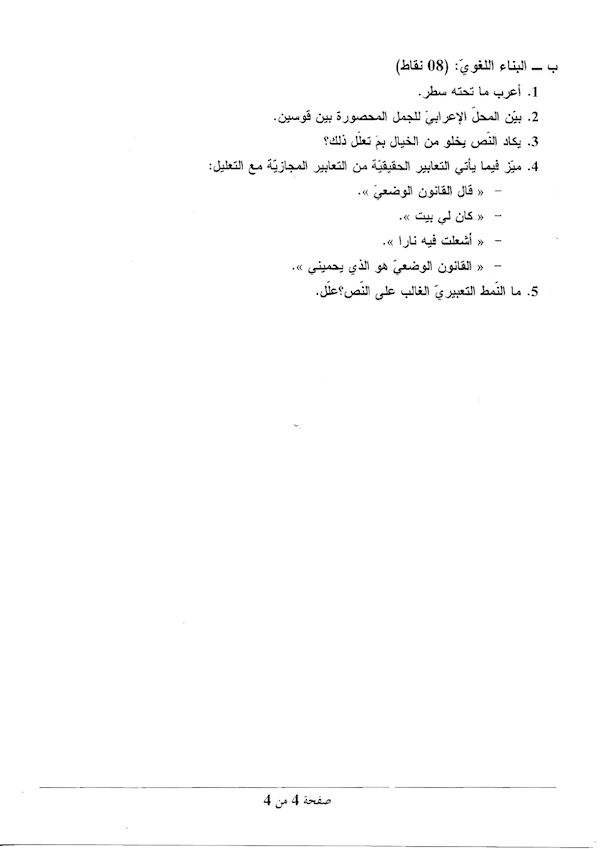 ب – البناء اللغويّ: (08 نقاط)
1. أعرب ما تحته سطر.
2. بيّن المحلّ الإعرابيّ للجمل المحصورة بين قوسين.
3. يكاد النّص يخلو من الخيال بمَ تعلّل ذلك؟
4. ميّز فيما يأتي التعابير الحقيقيّة من التعابير المجازيّة مع التعليل:
– « قال القانون الوضعيّ ».
– « كان لي بيت ».
– « أشعلت فيه نارا ».
– « القانون الوضعيّ هو الذي يحميني ».
5. ما النّمط التعبيريّ الغالب على النّص؟علّل.
صفحة 4 من 4